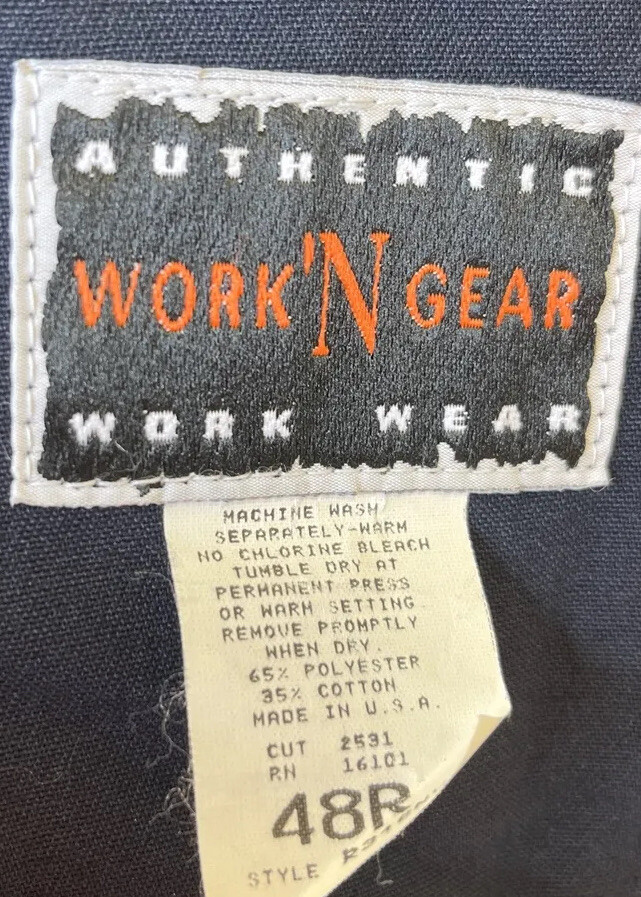 AUTHENTIC
WORK'N GEAR
WORK WEAR
MACHINE WASH
SEPARATELY-WARM
NO CHLORINE BLEACH
TUMBLE DRY AT
PERMANENT PRESS
OR WARM SETTING
REMOVE PROMPTLY
WHEN DRY.
65% POLYESTER
35% COTTON
MADE IN U.S.A.
CUT 2531
RN 16101
48R
STYLE